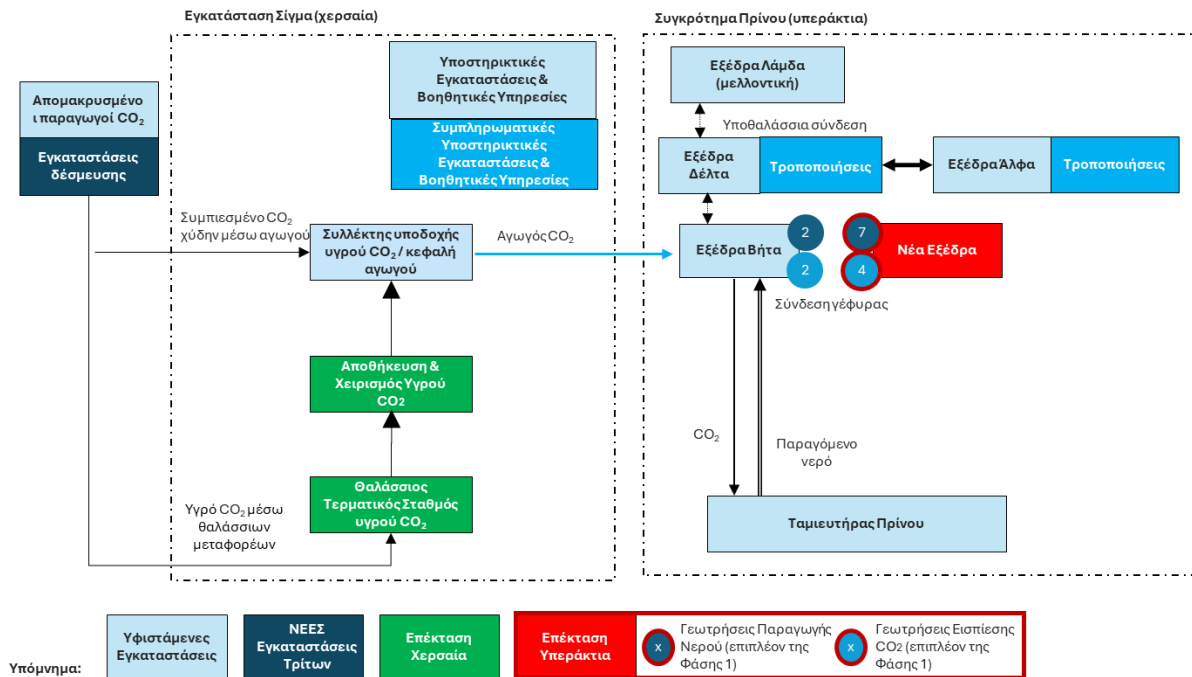 Εγκατάσταση Σίγμα (χερσαία)
Συγκρότημα Πρίνου (υπεράκτια)
Απομακρυσμένο
ι παραγωγοί CO₂
Εγκαταστάσεις
δέσμευσης
Υποστηρικτικές
Εγκαταστάσεις &
Βοηθητικές Υπηρεσίες
Συμπληρωματικές
Υποστηρικτικές
Εγκαταστάσεις &
Βοηθητικές Υπηρεσίες
Εξέδρα Λάμδα
(μελλοντική)
Υποθαλάσσια σύνδεση
Εξέδρα
Δέλτα
Τροποποιήσεις
Εξέδρα Άλφα
Τροποποιήσεις
Συμπιεσμένο CO₂
χύδην μέσω αγωγού
Συλλέκτης υποδοχής
υγρού CO₂ / κεφαλή
αγωγού
Αγωγός CO₂
Εξέδρα Βήτα
2
2
7
4
Νέα Εξέδρα
Σύνδεση γέφυρας
Αποθήκευση &
Χειρισμός Υγρού
CO2
CO₂
Παραγόμενο
νερό
Θαλάσσιος
Τερματικός Σταθμός
υγρού CO₂
Υγρό CO₂ μέσω
θαλάσσιων
μεταφορέων
Ταμιευτήρας Πρίνου
Υπόμνημα:
Υφιστάμενες
Εγκαταστάσεις
ΝΕΕΣ
Εγκαταστάσεις
Τρίτων
Επέκταση
Χερσαία
Επέκταση
Υπεράκτια
x
Γεωτρήσεις Παραγωγής
Νερού (επιπλέον της
Φάσης 1)
x
Γεωτρήσεις Εισπίεσης
CO2 (επιπλέον της
Φάσης 1)